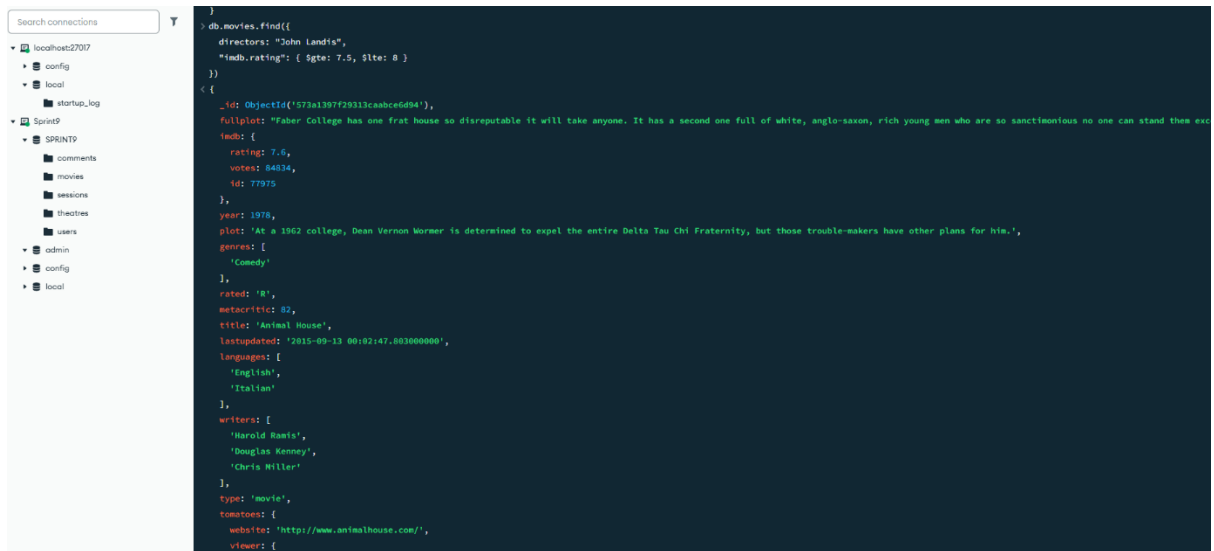 Search connections
localhost:27017
config
local
startup_log
Sprint9
SPRINT9
comments
movies
sessions
theatres
users
admin
config
local
}
> db.movies.find({
directors: "John Landis",
"imdb.rating": { $gte: 7.5, $lte: 8 }
})
< {
_id: ObjectId('573a1397f29313caabce6d94'),
fullplot: "Faber College has one frat house so disreputable it will take anyone. It has a second one full of white, anglo-saxon, rich young men who are so sanctimonious no one can stand them exc
imdb: {
rating: 7.6,
votes: 84834,
id: 77975
},
year: 1978,
plot: 'At a 1962 college, Dean Vernon Wormer is determined to expel the entire Delta Tau Chi Fraternity, but those trouble-makers have other plans for him.',
genres: [
'Comedy'
],
rated: 'R',
metacritic: 82,
title: 'Animal House',
lastupdated: '2015-09-13 00:02:47.803000000',
languages: [
'English',
'Italian'
],
writers: [
'Harold Ramis',
'Douglas Kenney',
'Chris Miller'
],
type: 'movie',
tomatoes: {
website: 'http://www.animalhouse.com/',
viewer: {